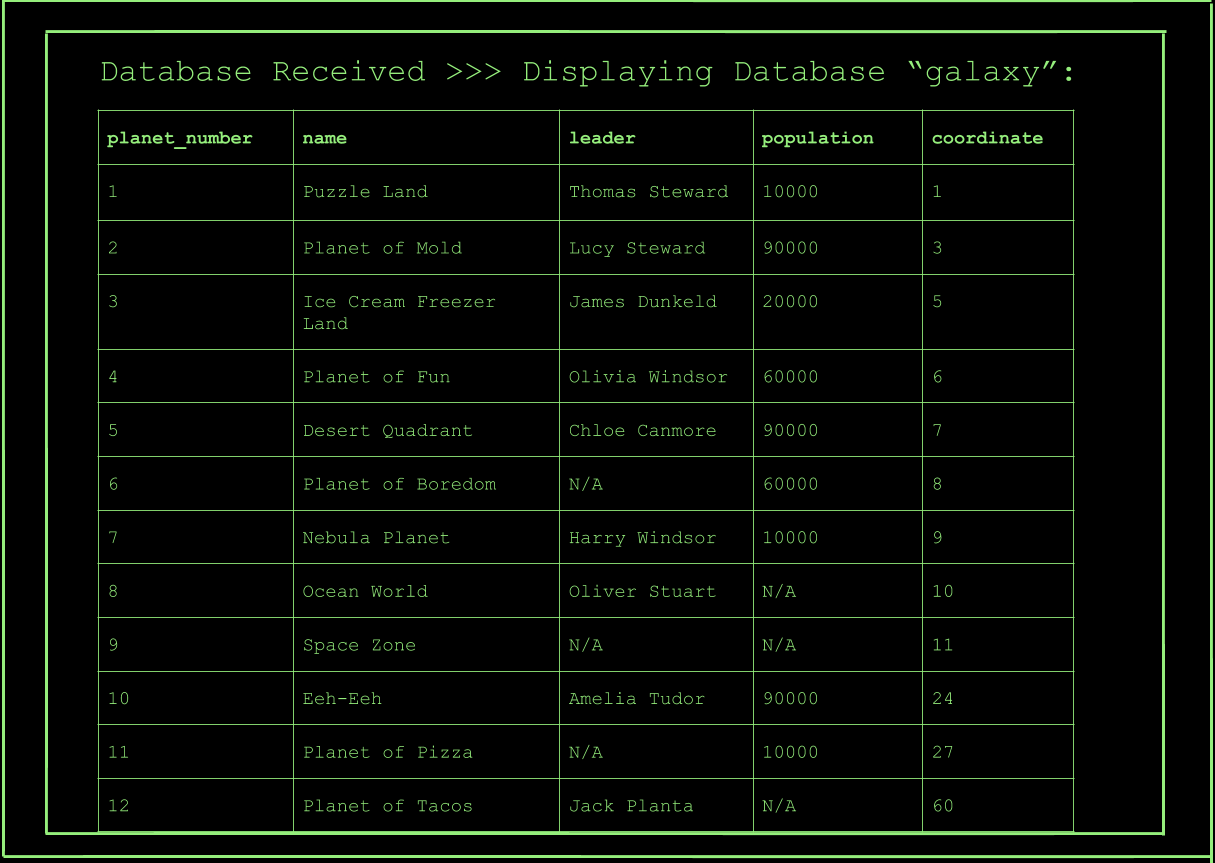 Database Received >>> Displaying Database “galaxy”:
planet_number name leader population coordinate
1 Puzzle Land Thomas Steward 10000 1
2 Planet of Mold Lucy Steward 90000 3
3 Ice Cream Freezer James Dunkeld 20000 5
Land
4 Planet of Fun Olivia Windsor 60000 6
5 Desert Quadrant Chloe Canmore 90000 7
6 Planet of Boredom N/A 60000 8
7 Nebula Planet Harry Windsor 10000 9
8 Ocean World Oliver Stuart N/A 10
9 Space Zone N/A N/A 11
10 Eeh-Eeh Amelia Tudor 90000 24
11 Planet of Pizza N/A 10000 27
12 Planet of Tacos Jack Planta N/A 60